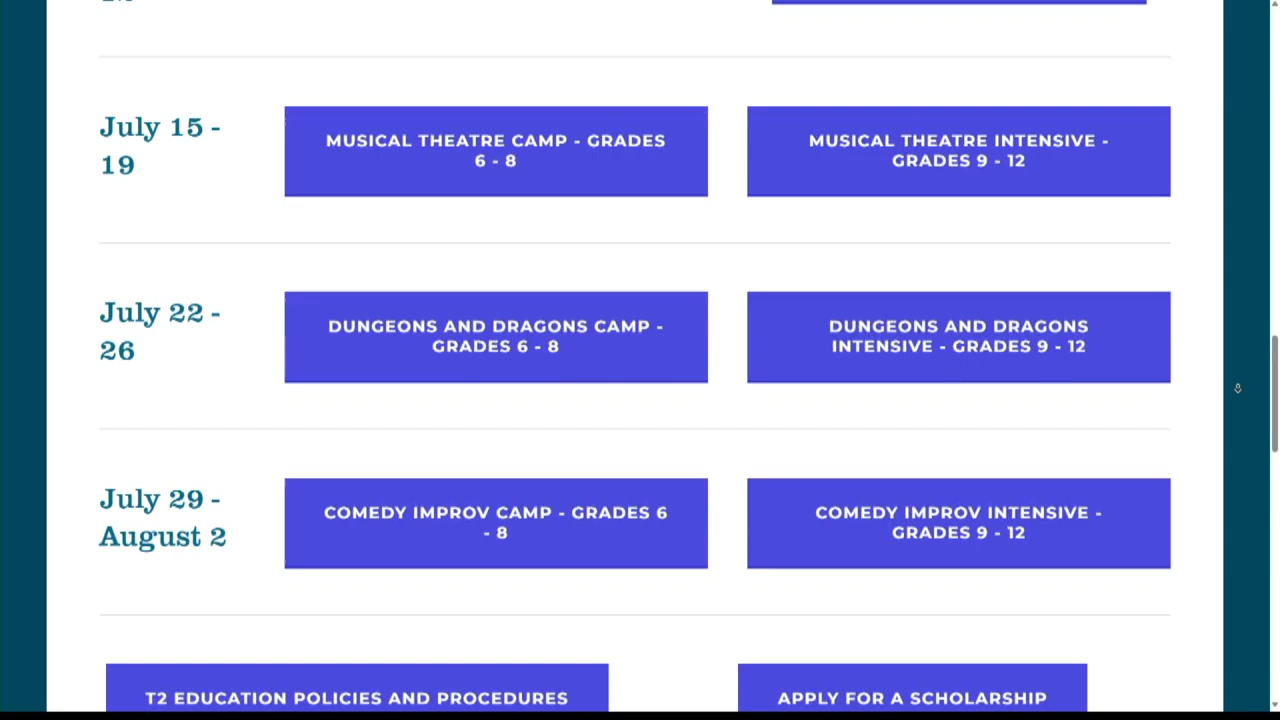 July 15 -
19
MUSICAL THEATRE CAMP - GRADES
6 - 8
MUSICAL THEATRE INTENSIVE -
GRADES 9 - 12
July 22 -
26
DUNGEONS AND DRAGONS CAMP -
GRADES 6 - 8
DUNGEONS AND DRAGONS
INTENSIVE - GRADES 9 - 12
July 29 -
August 2
COMEDY IMPROV CAMP - GRADES 6
- 8
COMEDY IMPROV INTENSIVE -
GRADES 9 - 12
T2 EDUCATION POLICIES AND PROCEDURES
APPLY FOR A SCHOLARSHIP